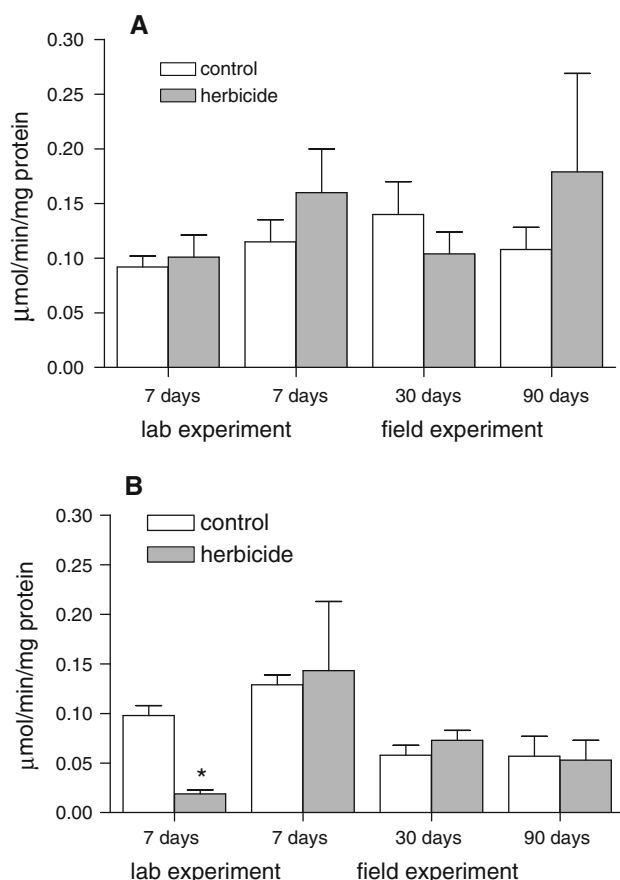 A
0.30
control
herbicide
0.25
0.20
0.15
0.10
0.05
0.00
μmol/min/mg protein
7 days 7 days 30 days 90 days
lab experiment field experiment
B
0.30
control
herbicide
0.25
0.20
0.15
0.10
0.05
0.00
μmol/min/mg protein
*
7 days 7 days 30 days 90 days
lab experiment field experiment